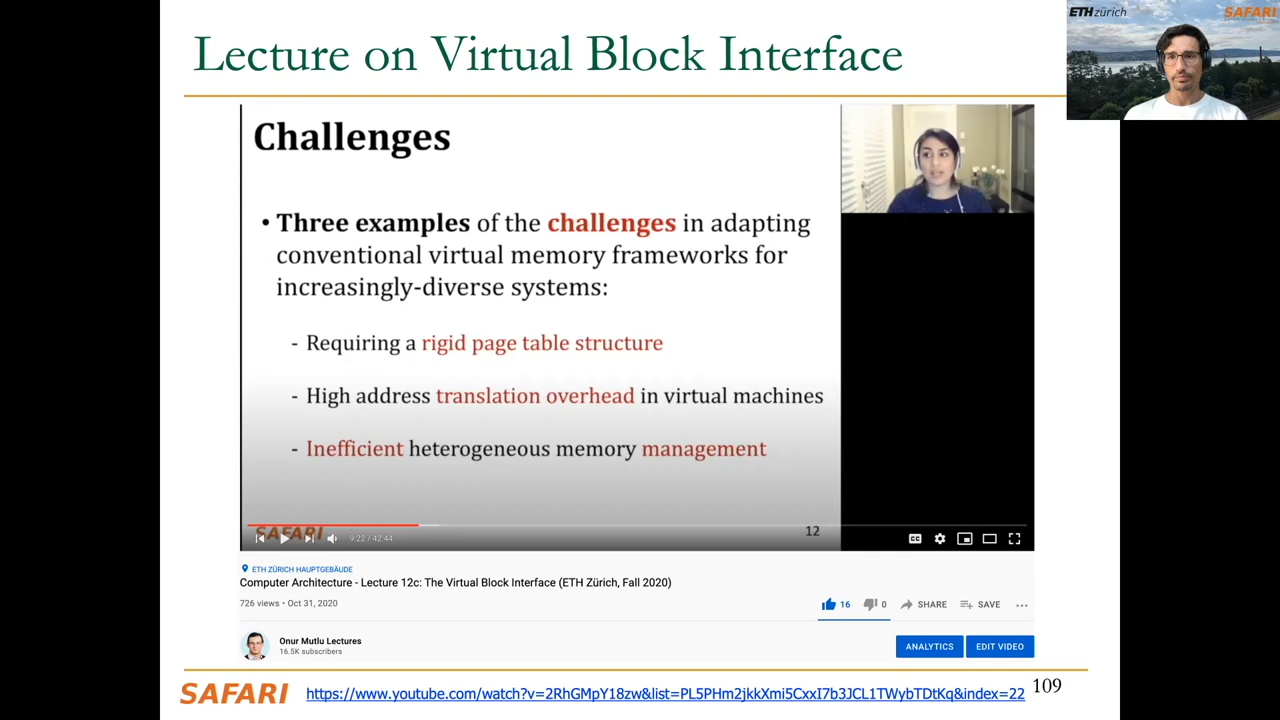 Lecture on Virtual Block Interface
ETH zürich
SAFARI
Challenges
• Three examples of the challenges in adapting
conventional virtual memory frameworks for
increasingly-diverse systems:
- Requiring a rigid page table structure
- High address translation overhead in virtual machines
- Inefficient heterogeneous memory management
SAFARI
12
9:22 / 42:44
CC
ETH ZÜRICH HAUPTGEBÄUDE
Computer Architecture - Lecture 12c: The Virtual Block Interface (ETH Zürich, Fall 2020)
726 views • Oct 31, 2020
16 0 SHARE SAVE ...
Onur Mutlu Lectures
16.5K subscribers
ANALYTICS EDIT VIDEO
SAFARI https://www.youtube.com/watch?v=2RhGMpY18zw&list=PL5PHm2jkkXmi5CxxI7b3JCL1TWybTDtKq&index=22 109